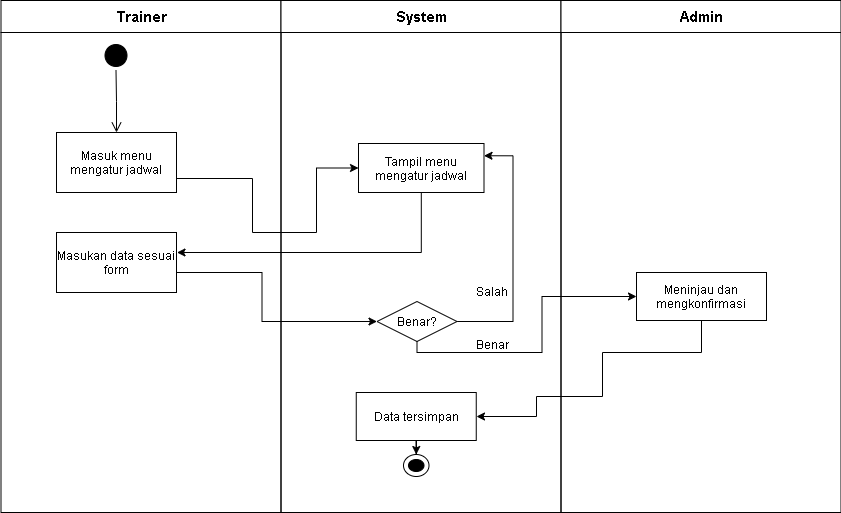 Trainer
System
Admin
Masuk menu
mengatur jadwal
Tampil menu
mengatur jadwal
Masukan data sesuai
form
Salah
Meninjau dan
mengkonfirmasi
Benar?
Benar
Data tersimpan